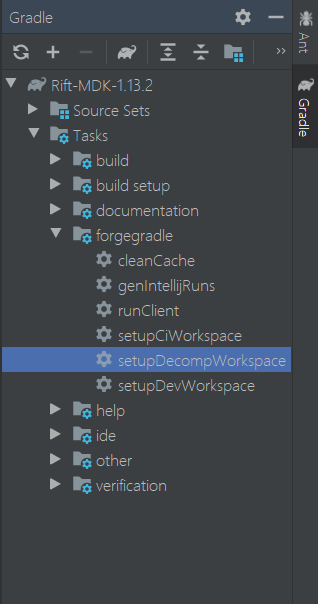 Gradle
Rift-MDK-1.13.2
Source Sets
Tasks
build
build setup
documentation
forgegradle
cleanCache
genIntellijRuns
runClient
setupCiWorkspace
setupDecompWorkspace
setupDevWorkspace
help
ide
other
verification
Ant
Gradle